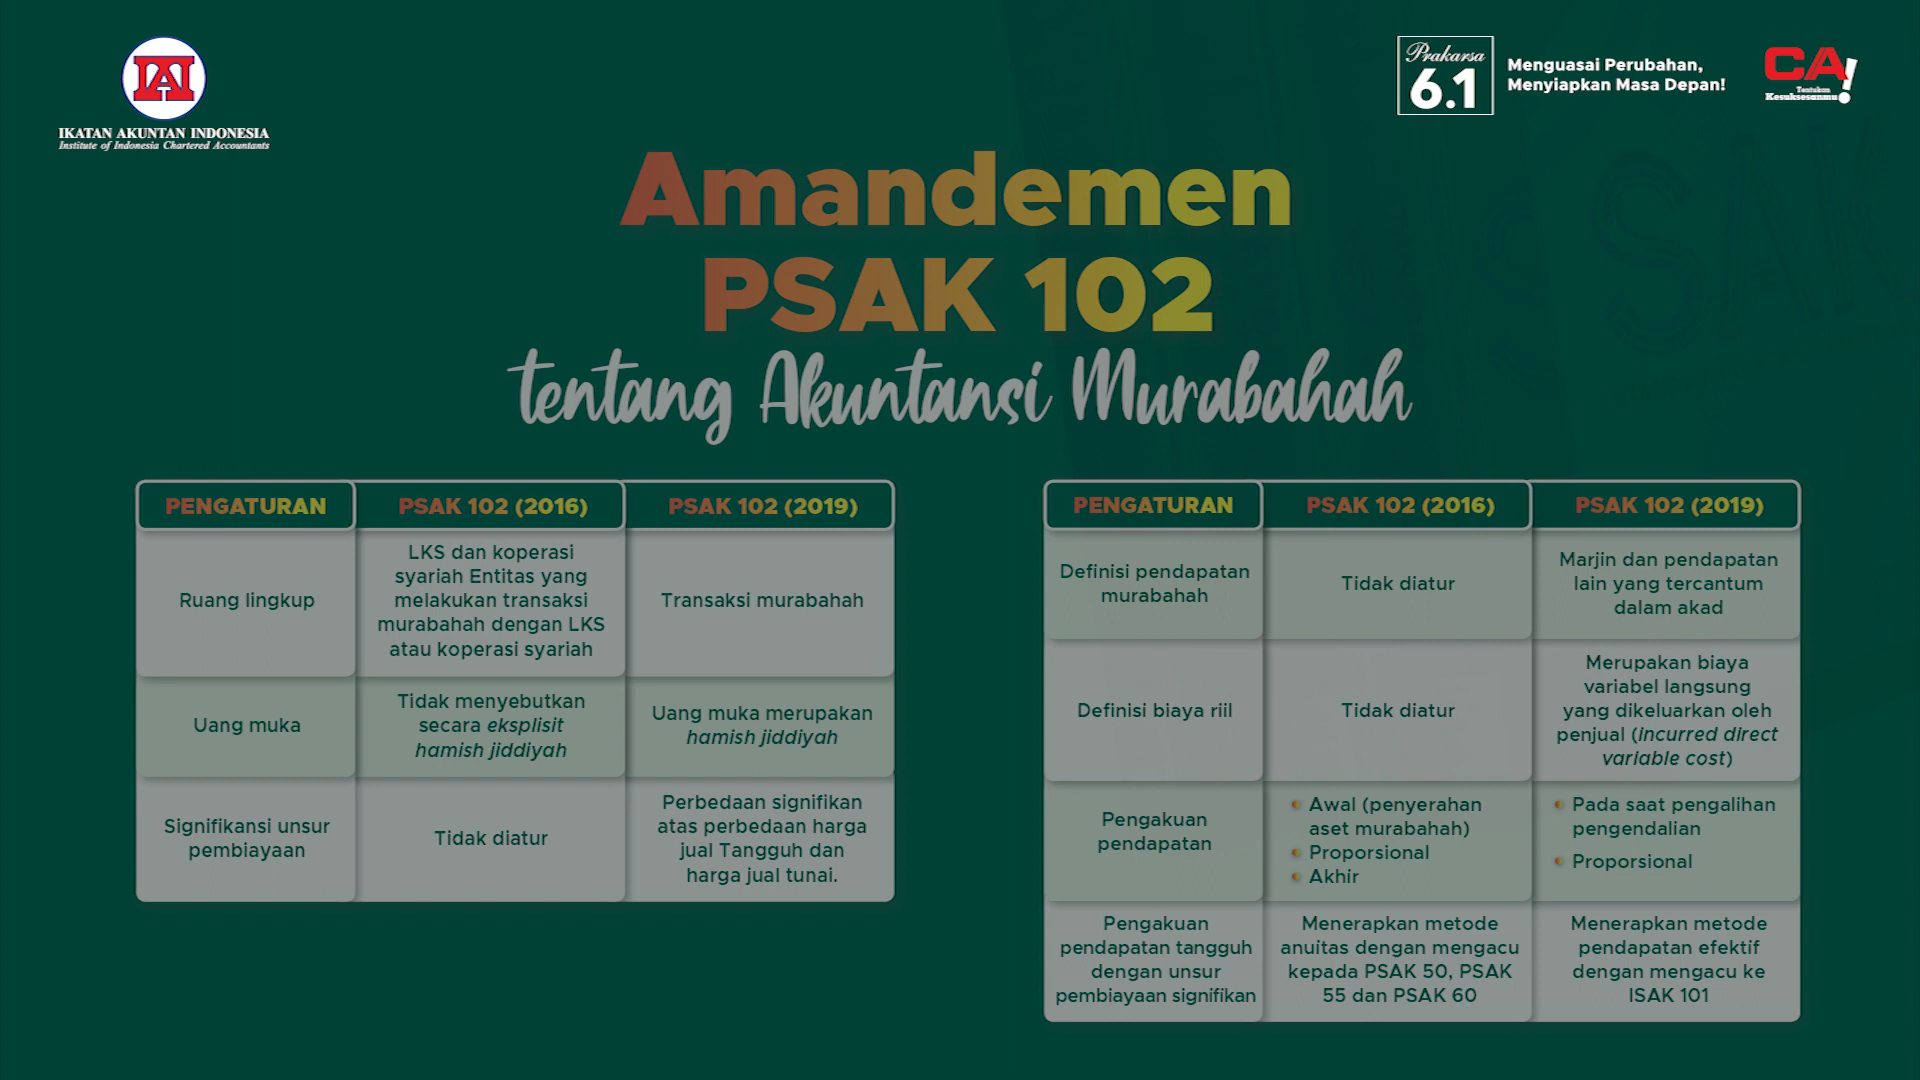 IAI
IKATAN AKUNTAN INDONESIA
Institute of Indonesia Chartered Accountants
Prakarsa
6.1
Menguasai Perubahan,
Menyiapkan Masa Depan!
CA!
Tentukan
Kesuksesanmu
Amandemen
PSAK 102
tentang Akuntansi Murabahah
PENGATURAN
PSAK 102 (2016)
PSAK 102 (2019)
Ruang lingkup
LKS dan koperasi
syariah Entitas yang
melakukan transaksi
murabahah dengan LKS
atau koperasi syariah
Transaksi murabahah
Uang muka
Tidak menyebutkan
secara eksplisit
hamish jiddiyah
Uang muka merupakan
hamish jiddiyah
Signifikansi unsur
pembiayaan
Tidak diatur
Perbedaan signifikan
atas perbedaan harga
jual Tangguh dan
harga jual tunai.
PENGATURAN
PSAK 102 (2016)
PSAK 102 (2019)
Definisi pendapatan
murabahah
Tidak diatur
Marjin dan pendapatan
lain yang tercantum
dalam akad
Definisi biaya riil
Tidak diatur
Merupakan biaya
variabel langsung
yang dikeluarkan oleh
penjual (incurred direct
variable cost)
Pengakuan
pendapatan
• Awal (penyerahan
aset murabahah)
• Proporsional
• Akhir
• Pada saat pengalihan
pengendalian
• Proporsional
Pengakuan
pendapatan tangguh
dengan unsur
pembiayaan signifikan
Menerapkan metode
anuitas dengan mengacu
kepada PSAK 50, PSAK
55 dan PSAK 60
Menerapkan metode
pendapatan efektif
dengan mengacu ke
ISAK 101